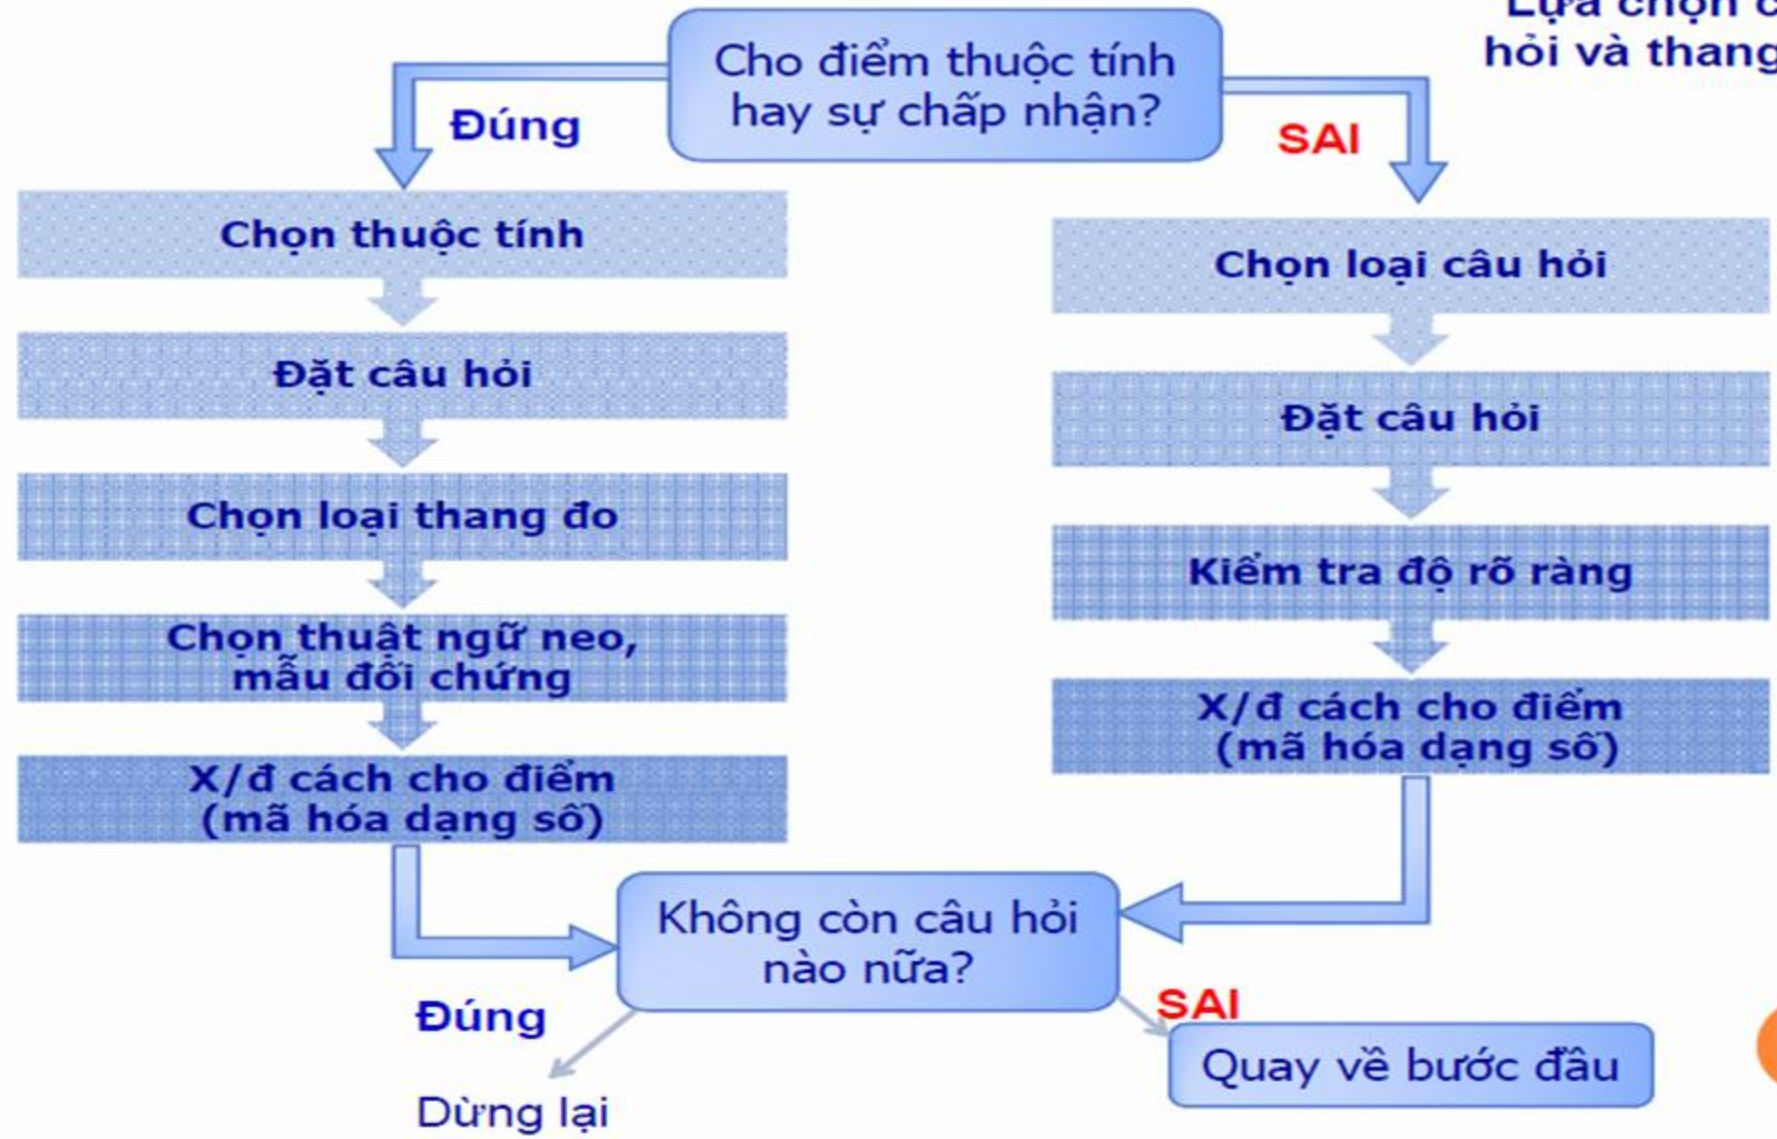 Lựa chọn
hỏi và thang
Cho điểm thuộc tính
hay sự chấp nhận?
Đúng
SAI
Chọn thuộc tính
Đặt câu hỏi
Chọn loại thang đo
Chọn thuật ngữ neo,
mẫu đối chứng
X/đ cách cho điểm
(mã hóa dạng số)
Chọn loại câu hỏi
Đặt câu hỏi
Kiểm tra độ rõ ràng
X/đ cách cho điểm
(mã hóa dạng số)
Không còn câu hỏi
nào nữa?
Đúng
SAI
Dừng lại
Quay về bước đầu